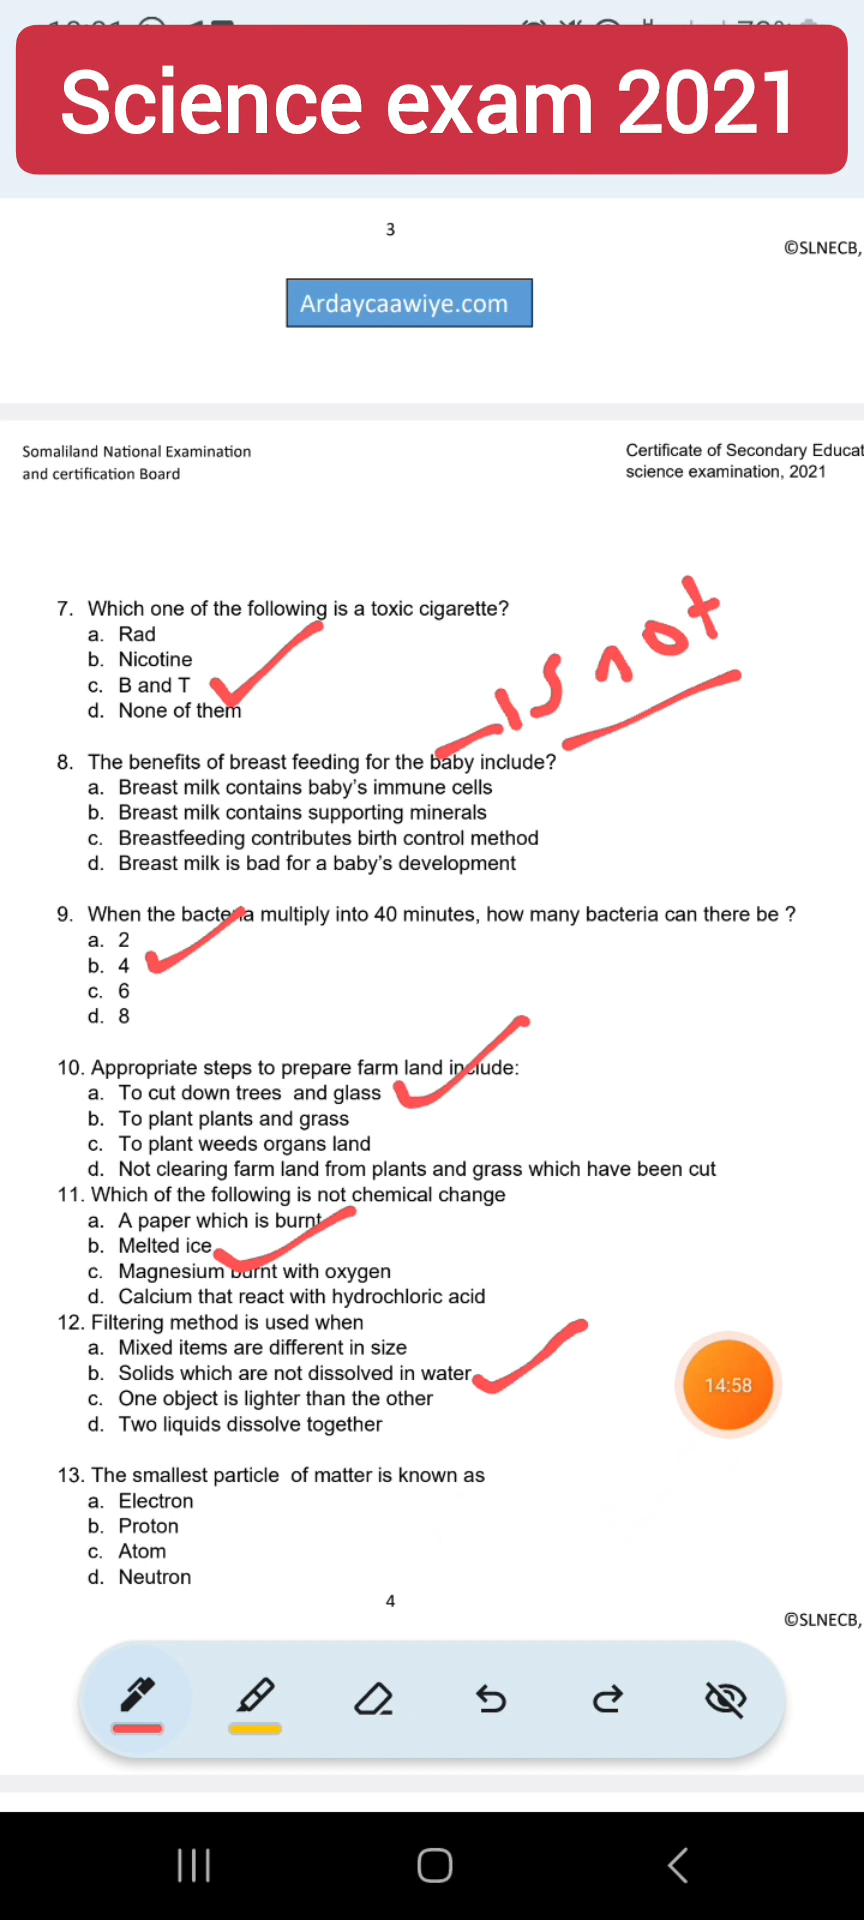 Science exam 2021
3
©SLNECB,
Ardaycaawiye.com
Somaliland National Examination
and certification Board
Certificate of Secondary Educat
science examination, 2021
7. Which one of the following is a toxic cigarette?
a. Rad
b. Nicotine
c. B and T
d. None of them
is not
8. The benefits of breast feeding for the baby include?
a. Breast milk contains baby's immune cells
b. Breast milk contains supporting minerals
c. Breastfeeding contributes birth control method
d. Breast milk is bad for a baby's development
9. When the bacteria multiply into 40 minutes, how many bacteria can there be ?
a. 2
b. 4
c. 6
d. 8
10. Appropriate steps to prepare farm land include:
a. To cut down trees and glass
b. To plant plants and grass
c. To plant weeds organs land
d. Not clearing farm land from plants and grass which have been cut
11. Which of the following is not chemical change
a. A paper which is burnt
b. Melted ice
c. Magnesium burnt with oxygen
d. Calcium that react with hydrochloric acid
12. Filtering method is used when
a. Mixed items are different in size
b. Solids which are not dissolved in water
c. One object is lighter than the other
d. Two liquids dissolve together
14:58
13. The smallest particle of matter is known as
a. Electron
b. Proton
c. Atom
d. Neutron
4
©SLNECB,